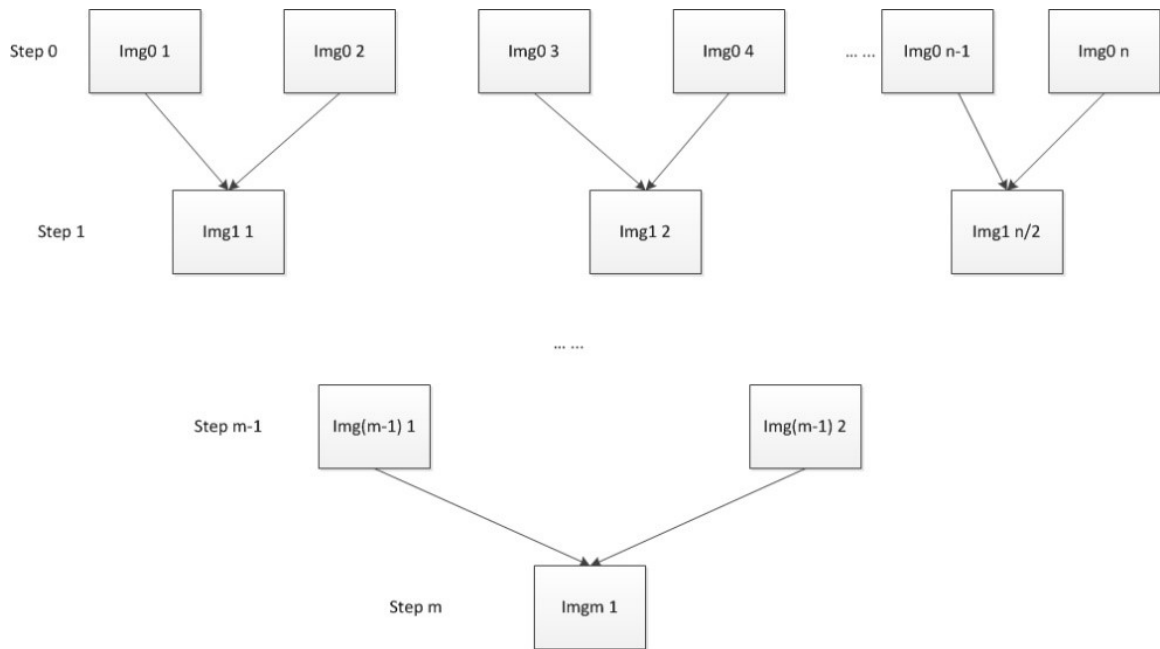 Step 0 Img0 1 Img0 2 Img0 3 Img0 4 ... ... Img0 n-1 Img0 n
Step 1 Img1 1 Img1 2 Img1 n/2
... ...
Step m-1 Img(m-1) 1 Img(m-1) 2
Step m Imgm 1